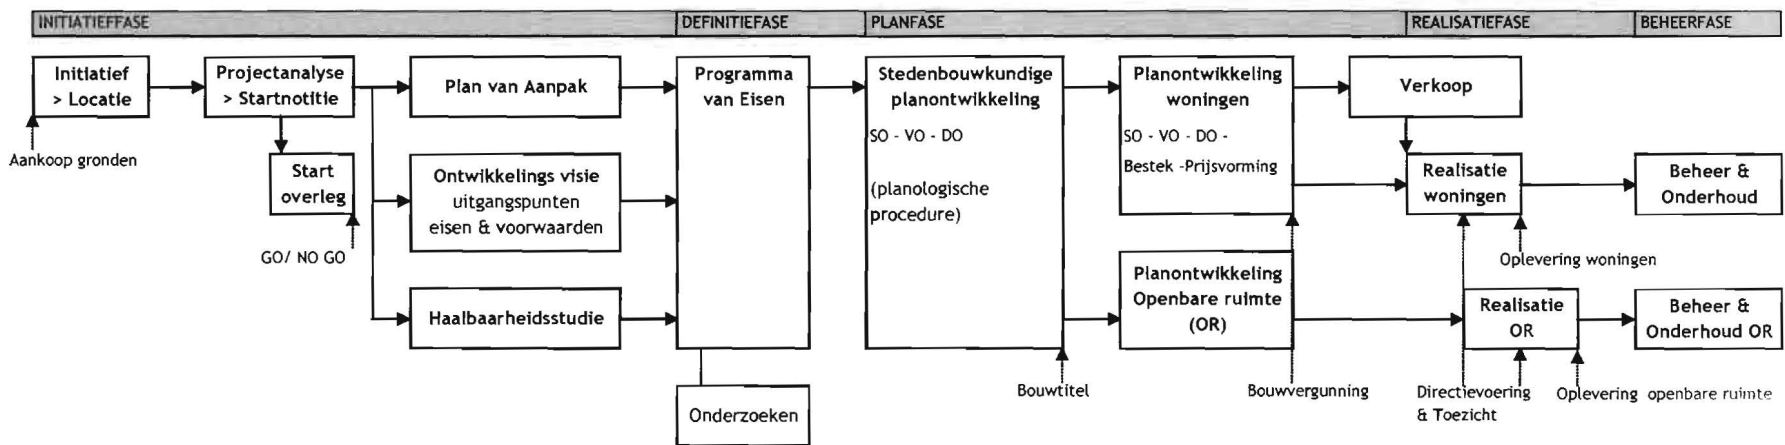 INITIATIEFFASE
DEFINITIEFASE
PLANFASE
REALISATIEFASE
BEHEERFASE
Initiatief
> Locatie
Aankoop gronden
Projectanalyse
> Startnotitie
Start
overleg
GO/ NO GO
Plan van Aanpak
Ontwikkelings visie
uitgangspunten
eisen & voorwaarden
Haalbaarheidsstudie
Programma
van Eisen
Onderzoeken
Stedenbouwkundige
planontwikkeling
SO - VO - DO
(planologische
procedure)
Bouwtitel
Planontwikkeling
woningen
SO - VO - DO -
Bestek -Prijsvorming
Planontwikkeling
Openbare ruimte
(OR)
Bouwvergunning
Verkoop
Realisatie
woningen
Oplevering woningen
Realisatie
OR
Directievoering
& Toezicht
Oplevering openbare ruimte
Beheer &
Onderhoud
Beheer &
Onderhoud OR